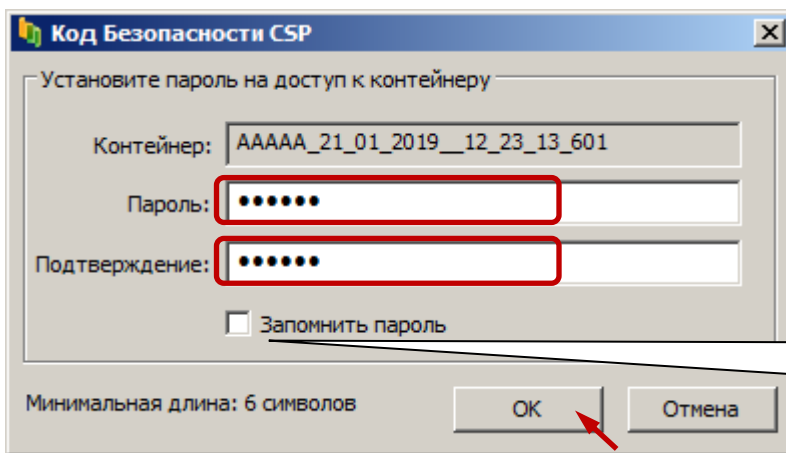 Код Безопасности CSP
Установите пароль на доступ к контейнеру
Контейнер: AAAAA_21_01_2019__12_23_13_601
Пароль: ••••••
Подтверждение: ••••••
Запомнить пароль
Минимальная длина: 6 символов
ОК
Отмена